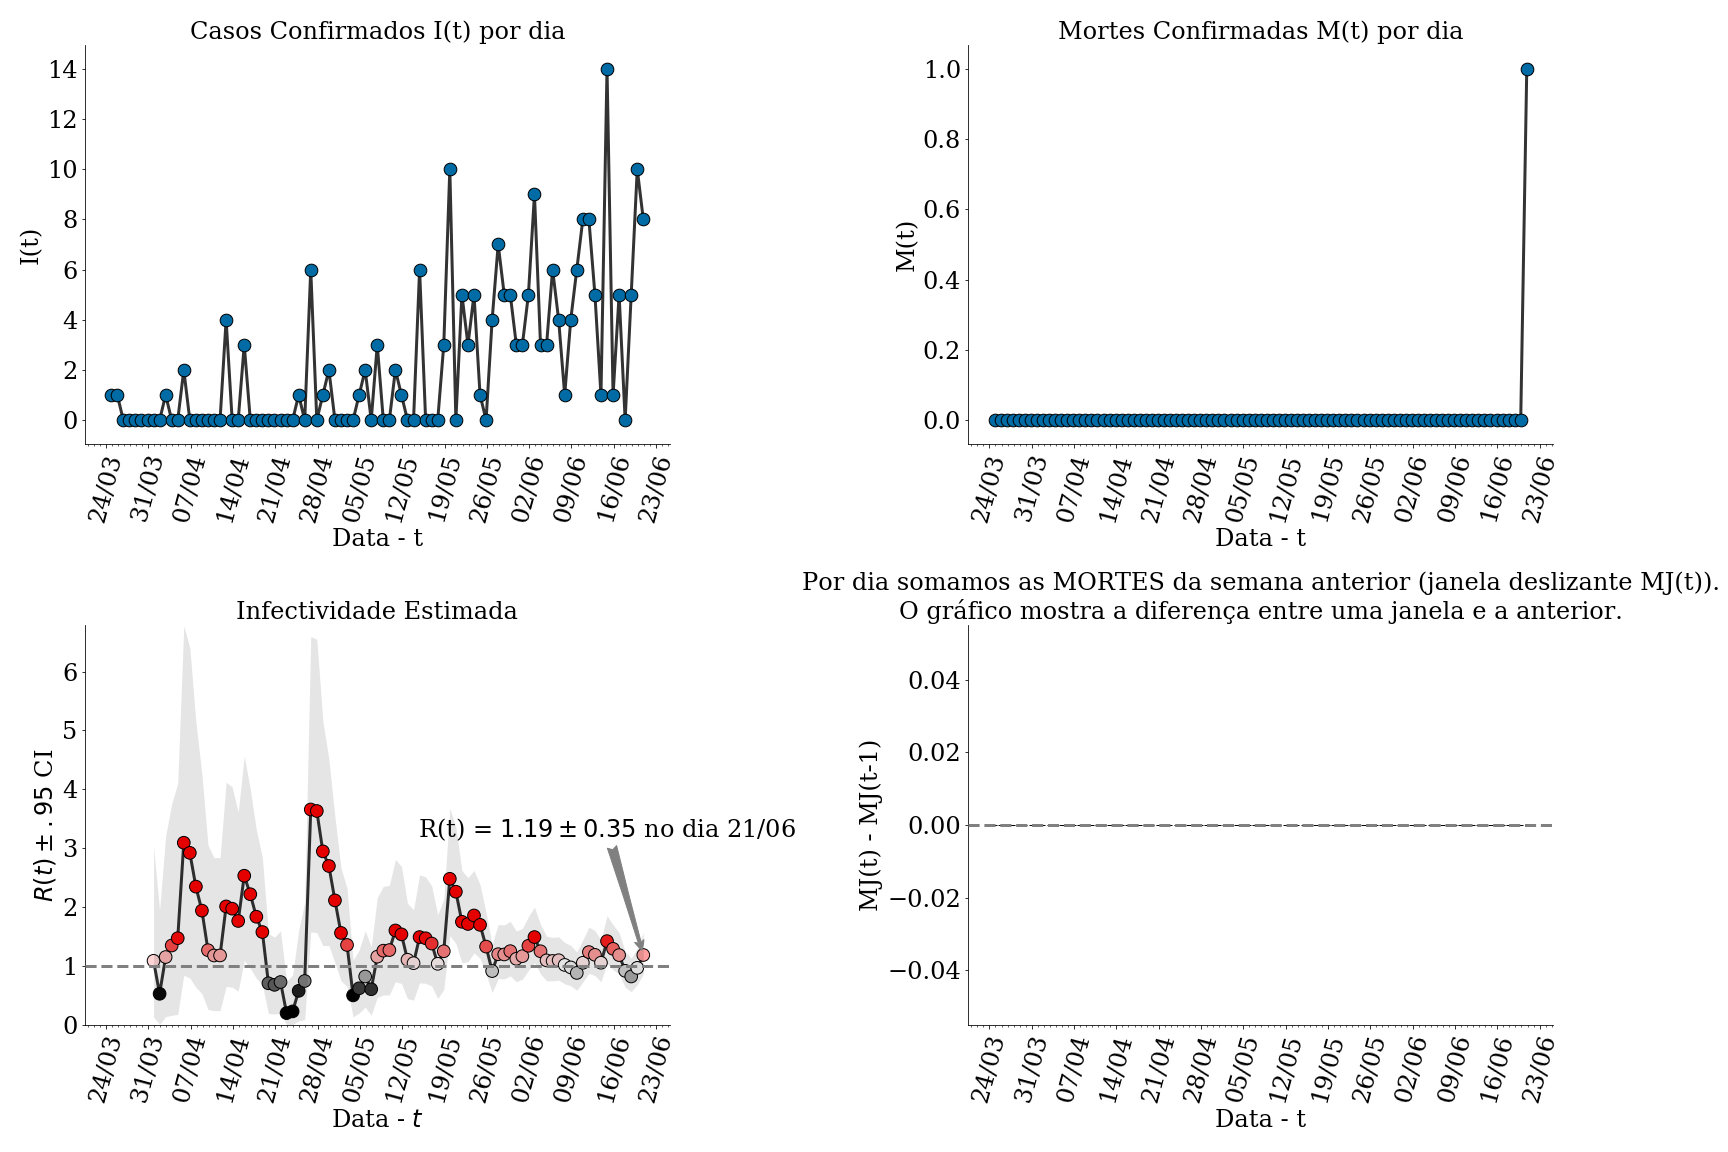 Casos Confirmados I(t) por dia
I(t)
14
12
10
8
6
4
2
0
24/03 31/03 07/04 14/04 21/04 28/04 05/05 12/05 19/05 26/05 02/06 09/06 16/06 23/06
Data - t
Mortes Confirmadas M(t) por dia
M(t)
1.0
0.8
0.6
0.4
0.2
0.0
24/03 31/03 07/04 14/04 21/04 28/04 05/05 12/05 19/05 26/05 02/06 09/06 16/06 23/06
Data - t
Infectividade Estimada
R(t) ± .95 CI
6
5
4
3
2
1
0
R(t) = 1.19 ± 0.35 no dia 21/06
24/03 31/03 07/04 14/04 21/04 28/04 05/05 12/05 19/05 26/05 02/06 09/06 16/06 23/06
Data - t
Por dia somamos as MORTES da semana anterior (janela deslizante MJ(t)).
O gráfico mostra a diferença entre uma janela e a anterior.
MJ(t) - MJ(t-1)
0.04
0.02
0.00
−0.02
−0.04
24/03 31/03 07/04 14/04 21/04 28/04 05/05 12/05 19/05 26/05 02/06 09/06 16/06 23/06
Data - t